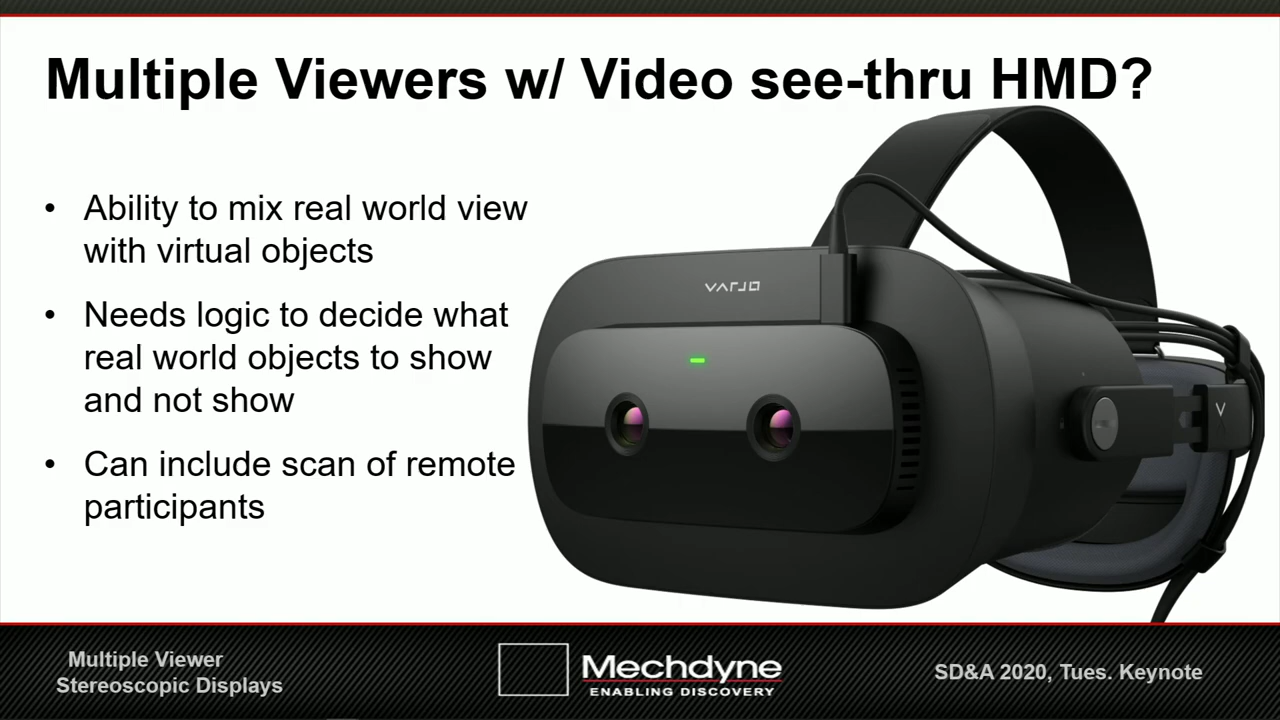 Multiple Viewers w/ Video see-thru HMD?
• Ability to mix real world view
with virtual objects
• Needs logic to decide what
real world objects to show
and not show
• Can include scan of remote
participants
VARJO
V
Multiple Viewer
Stereoscopic Displays
Mechdyne
ENABLING DISCOVERY
SD&A 2020, Tues. Keynote